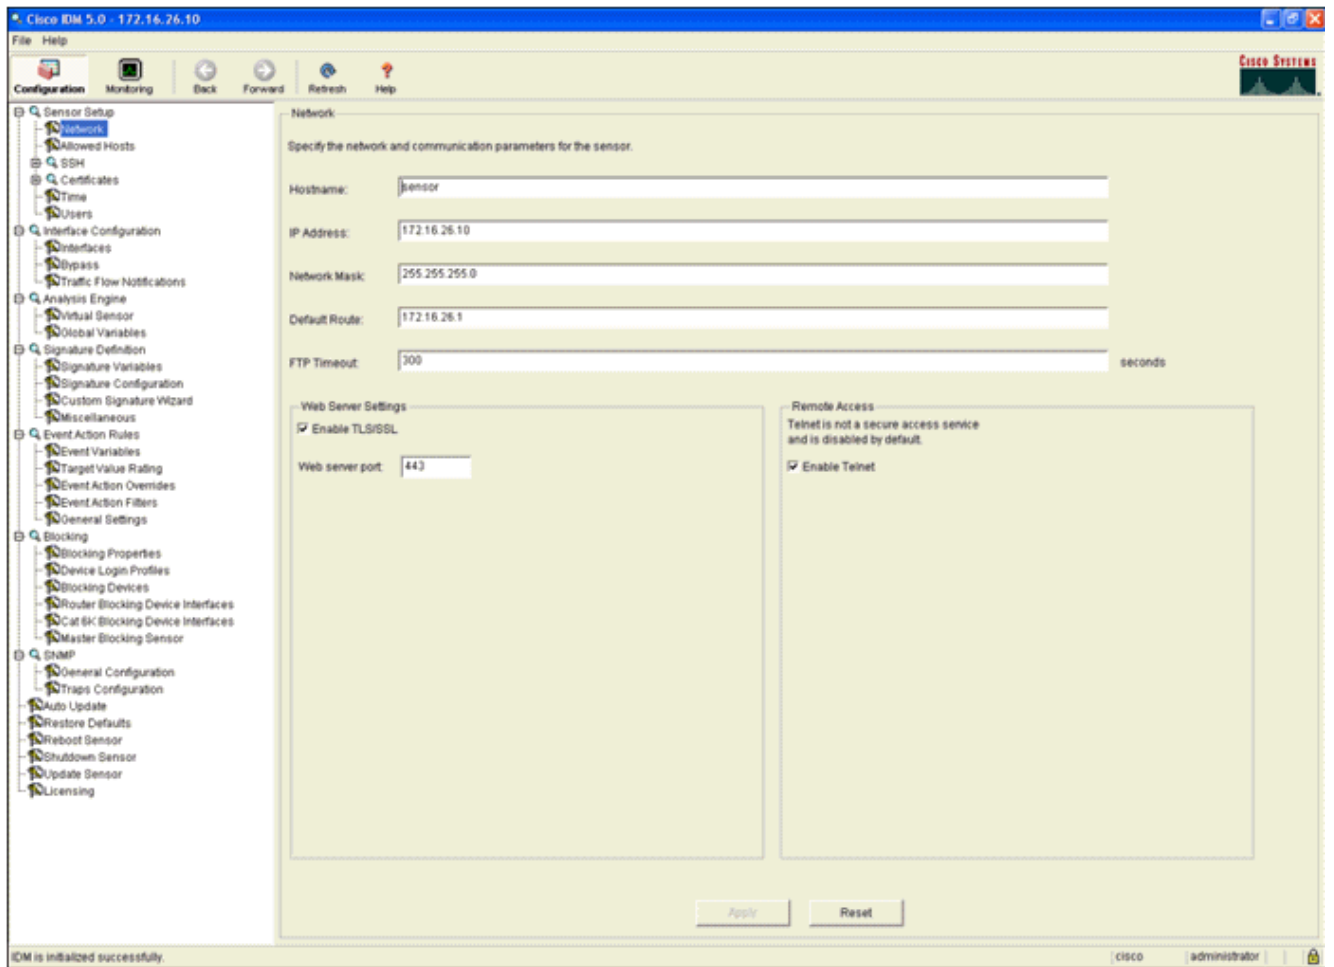 Cisco IDM 5.0 - 172.16.26.10
File Help
Configuration Monitoring Back Forward Refresh Help
CISCO SYSTEMS
Sensor Setup
Network
Allowed Hosts
SSH
Certificates
Time
Users
Interface Configuration
Interfaces
Bypass
Traffic Flow Notifications
Analysis Engine
Virtual Sensor
Global Variables
Signature Definition
Signature Variables
Signature Configuration
Custom Signature Wizard
Miscellaneous
Event Action Rules
Event Variables
Target Value Rating
Event Action Overrides
Event Action Filters
General Settings
Blocking
Blocking Properties
Device Login Profiles
Blocking Devices
Router Blocking Device Interfaces
Cat 6K Blocking Device Interfaces
Master Blocking Sensor
SNMP
General Configuration
Traps Configuration
Auto Update
Restore Defaults
Reboot Sensor
Shutdown Sensor
Update Sensor
Licensing
Network
Specify the network and communication parameters for the sensor.
Hostname: sensor
IP Address: 172.16.26.10
Network Mask: 255.255.255.0
Default Route: 172.16.26.1
FTP Timeout: 300 seconds
Web Server Settings
Enable TLS/SSL
Web server port: 443
Remote Access
Telnet is not a secure access service
and is disabled by default.
Enable Telnet
Apply Reset
IDM is initialized successfully. cisco administrator